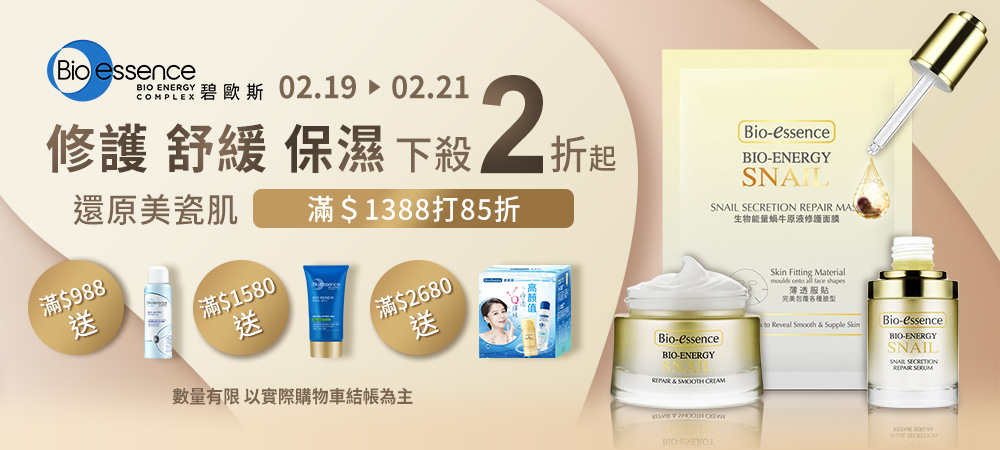 Bio essence
BIO ENERGY
COMPLEX 碧歐斯
02.19 ▶ 02.21
修護 舒緩 保濕 下殺2折起
還原美瓷肌
滿$1388打85折
滿$988
送
滿$1580
送
滿$2680
送
高顏值
數量有限 以實際購物車結帳為主
Bio-essence
BIO-ENERGY
SNAIL
SNAIL SECRETION REPAIR MASK
生物能量蝸牛原液修護面膜
Skin Fitting Material
moulds onto all face shapes
薄透服貼
完美包覆各種臉型
to Reveal Smooth & Supple Skin
Bio-essence
BIO-ENERGY
SNAIL
REPAIR & SMOOTH CREAM
Bio-essence
BIO-ENERGY
SNAIL
SNAIL SECRETION
REPAIR SERUM